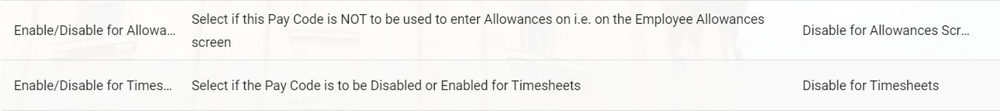 Enable/Disable for Allowa...
Select if this Pay Code is NOT to be used to enter Allowances on i.e. on the Employee Allowances
screen
Disable for Allowances Scr...
Enable/Disable for Times...
Select if the Pay Code is to be Disabled or Enabled for Timesheets
Disable for Timesheets